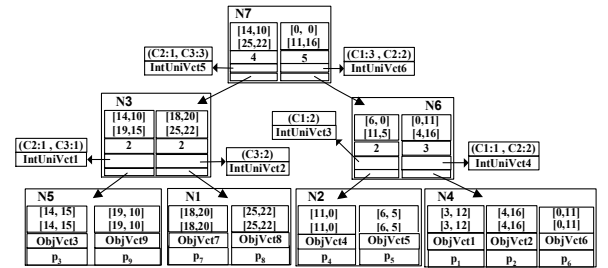 N7
[14,10] [0, 0]
[25,22] [11,16]
4 5
(C2:1, C3:3) (C1:3 , C2:2)
IntUniVct5 IntUniVct6
N3 N6
[14,10] [18,20] [6, 0] [0,11]
[19,15] [25,22] [11,5] [4,16]
2 2 2 3
(C2:1 , C3:1) (C3:2) (C1:2) (C1:1 , C2:2)
IntUniVct1 IntUniVct2 IntUniVct3 IntUniVct4
N5 N1 N2 N4
[14, 15] [19, 10] [18,20] [25,22] [11,0] [6, 5] [3, 12] [4,16] [0,11]
[14, 15] [19, 10] [18,20] [25,22] [11,0] [6, 5] [3, 12] [4,16] [0,11]
ObjVct3 ObjVct9 ObjVct7 ObjVct8 ObjVct4 ObjVct5 ObjVct1 ObjVct2 ObjVct6
p3 p9 p7 p8 p4 p5 p1 p2 p6